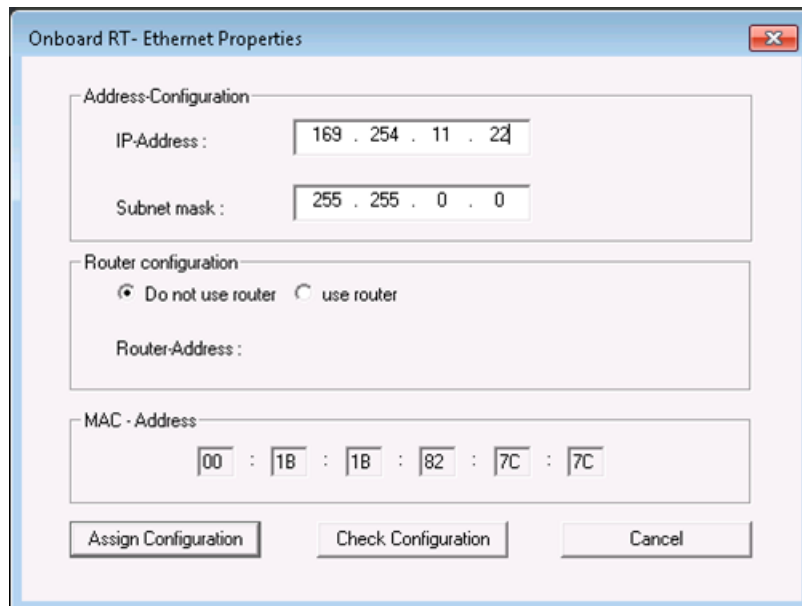 Onboard RT- Ethernet Properties
Address-Configuration
IP-Address : 169 . 254 . 11 . 22
Subnet mask : 255 . 255 . 0 . 0
Router configuration
Do not use router use router
Router-Address :
MAC - Address
00 : 1B : 1B : 82 : 7C : 7C
Assign Configuration Check Configuration Cancel